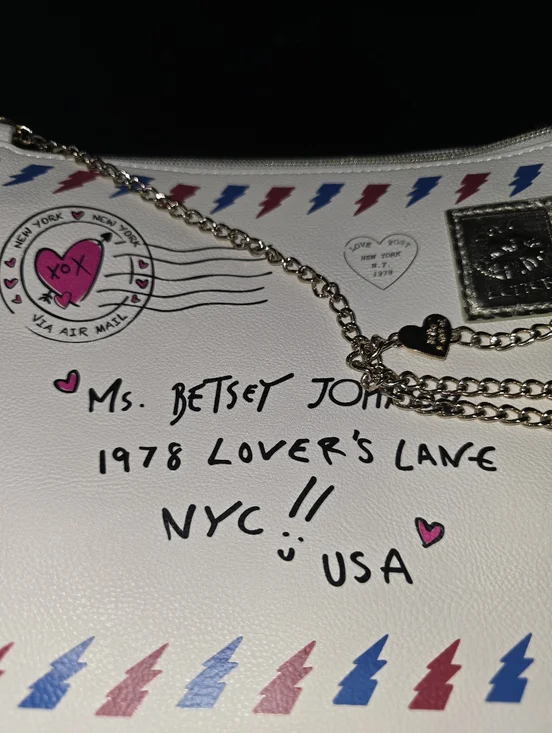 NEW YORK NEW YORK
XOX
VIA AIR MAIL
LOVE POST
NEW YORK
N.Y.
1978
Ms. BETSEY
1978 LOVER'S LANE
NYC!!
USA